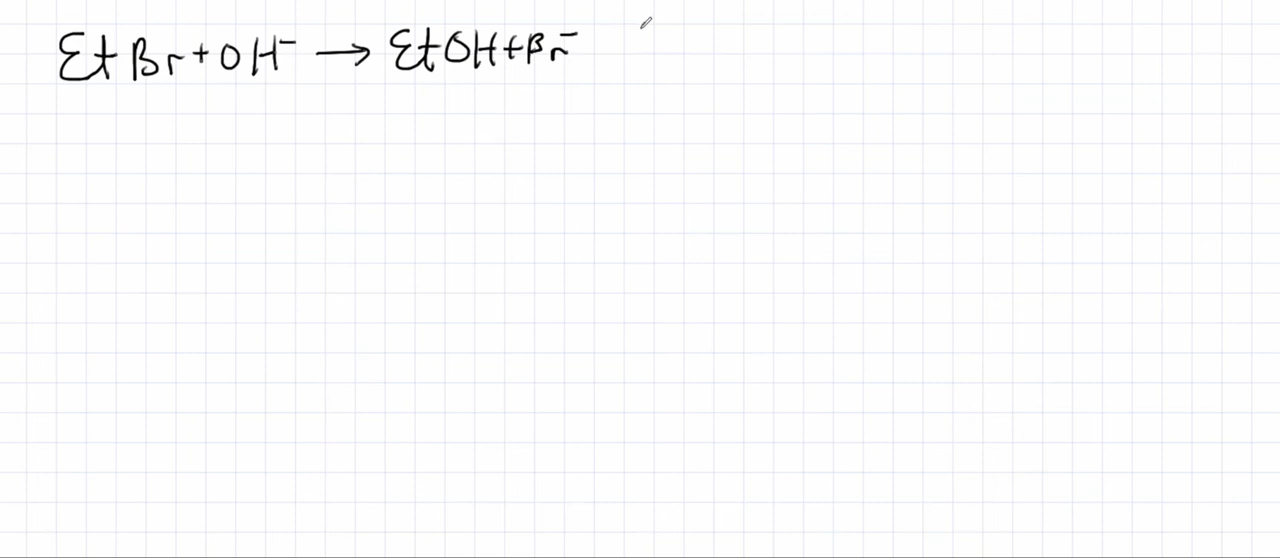 EtBr + OH⁻ → EtOH + Br⁻